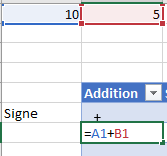 10 5
Addition
Signe +
=A1+B1